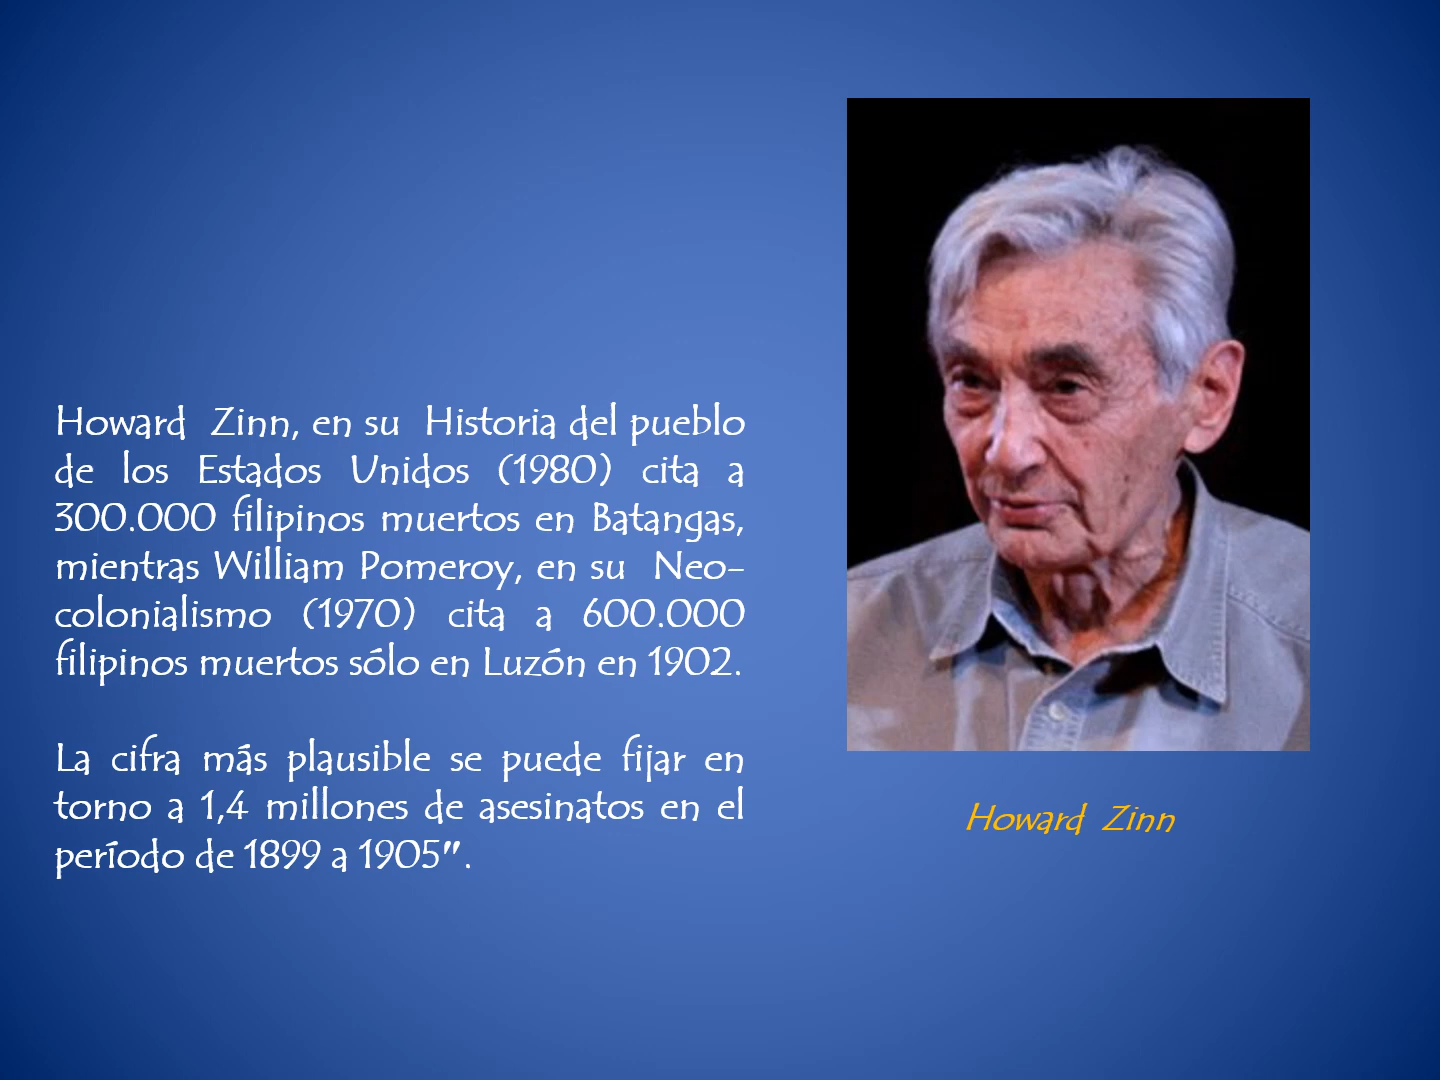 Howard Zinn, en su Historia del pueblo
de los Estados Unidos (1980) cita a
300.000 filipinos muertos en Batangas,
mientras William Pomeroy, en su Neo-
colonialismo (1970) cita a 600.000
filipinos muertos sólo en Luzón en 1902.
La cifra más plausible se puede fijar en
torno a 1,4 millones de asesinatos en el
período de 1899 a 1905".
Howard Zinn